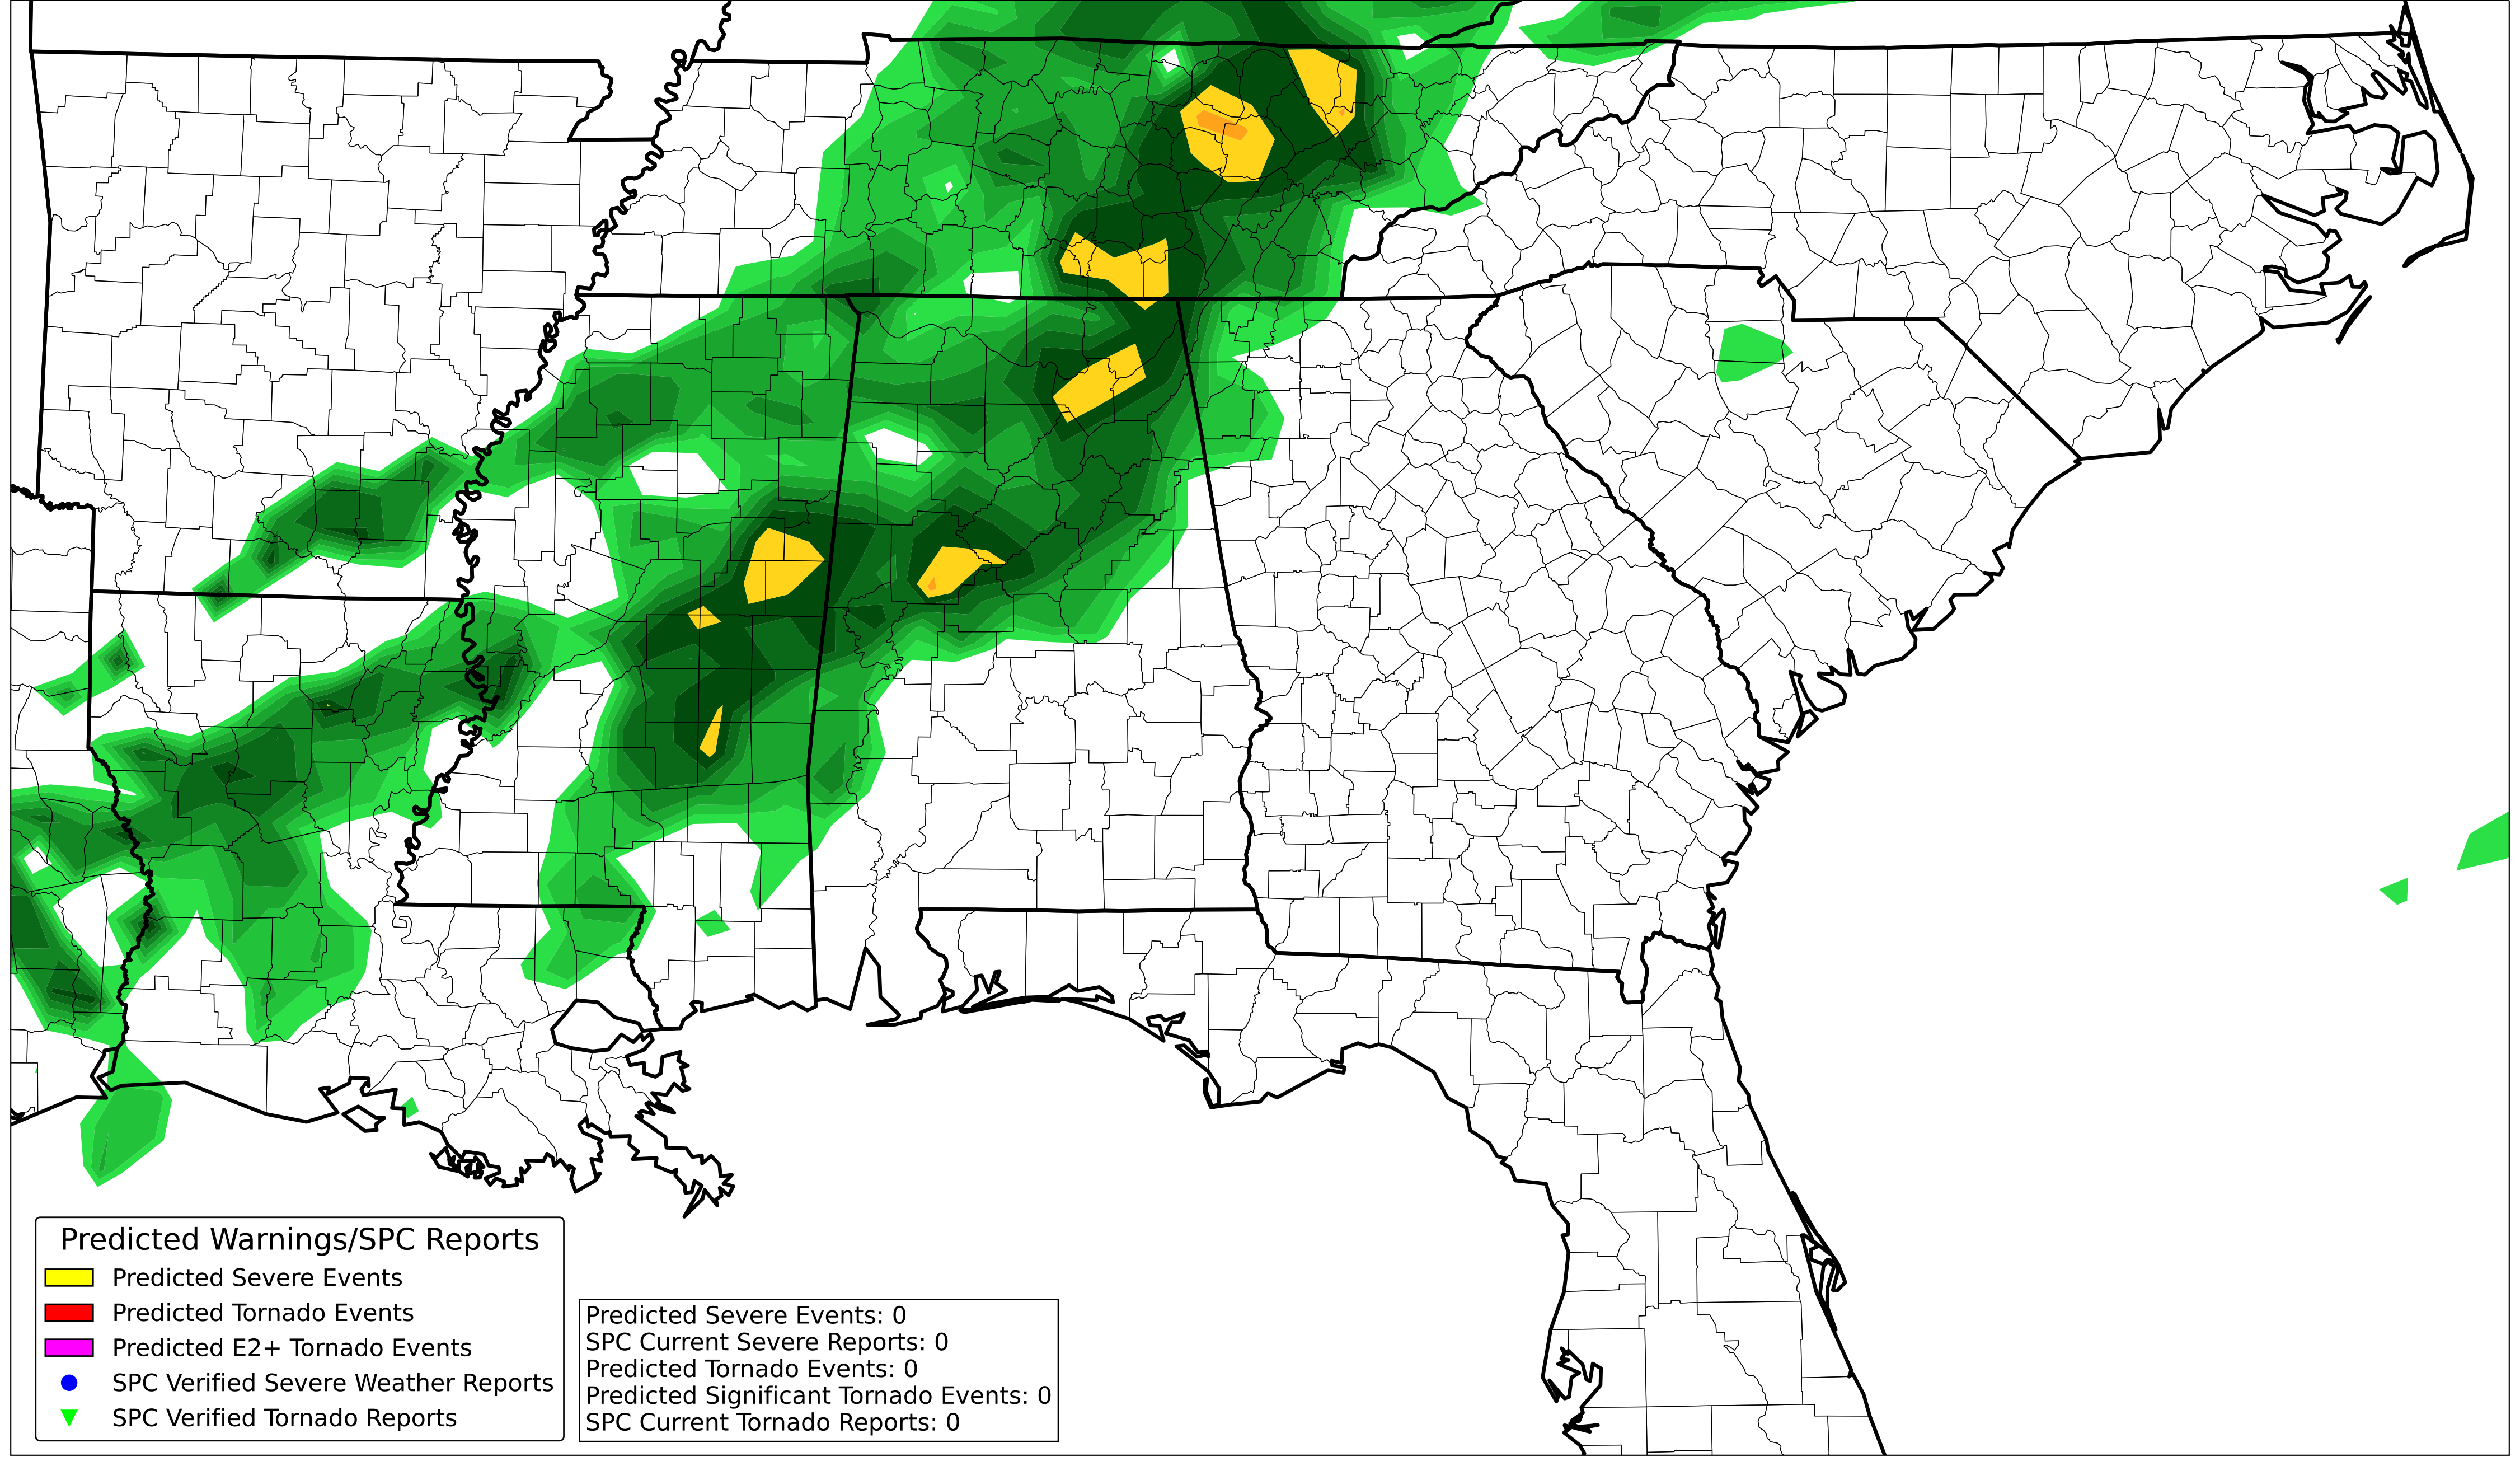 Predicted Warnings/SPC Reports
Predicted Severe Events
Predicted Tornado Events
Predicted E2+ Tornado Events
SPC Verified Severe Weather Reports
SPC Verified Tornado Reports
Predicted Severe Events: 0
SPC Current Severe Reports: 0
Predicted Tornado Events: 0
Predicted Significant Tornado Events: 0
SPC Current Tornado Reports: 0